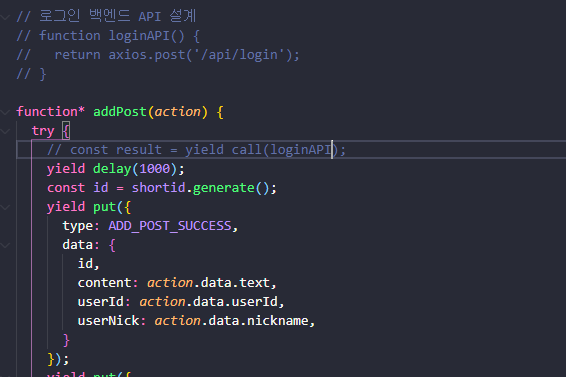 // 로그인 백엔드 API 설계
// function loginAPI() {
//   return axios.post('/api/login');
// }
function* addPost(action) {
  try {
    // const result = yield call(loginAPI);
    yield delay(1000);
    const id = shortid.generate();
    yield put({
      type: ADD_POST_SUCCESS,
      data: {
        id,
        content: action.data.text,
        userId: action.data.userId,
        userNick: action.data.nickname,
      }
    });
    yield put({